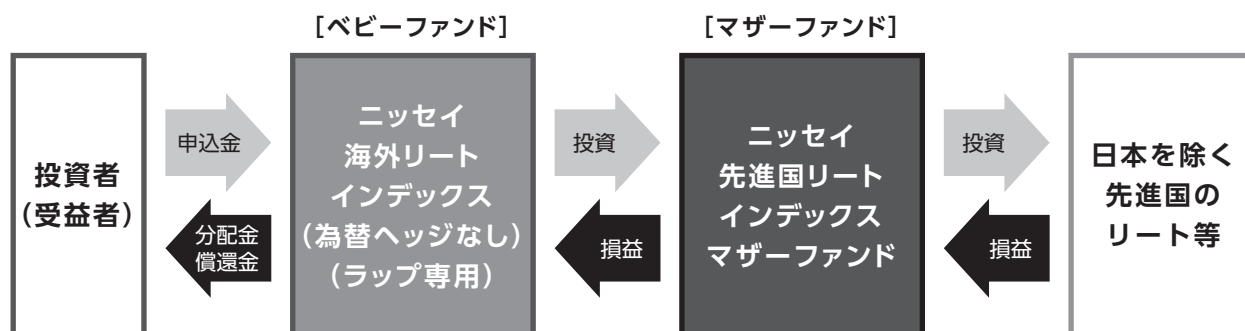 ［ベビーファンド］
［マザーファンド］
投資者
（受益者）
申込金
分配金
償還金
ニッセイ
海外リート
インデックス
（為替ヘッジなし）
（ラップ専用）
投資
損益
ニッセイ
先進国リート
インデックス
マザーファンド
投資
損益
日本を除く
先進国の
リート等